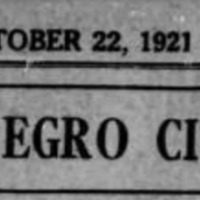 TOBER 22, 1921
EGRO CI